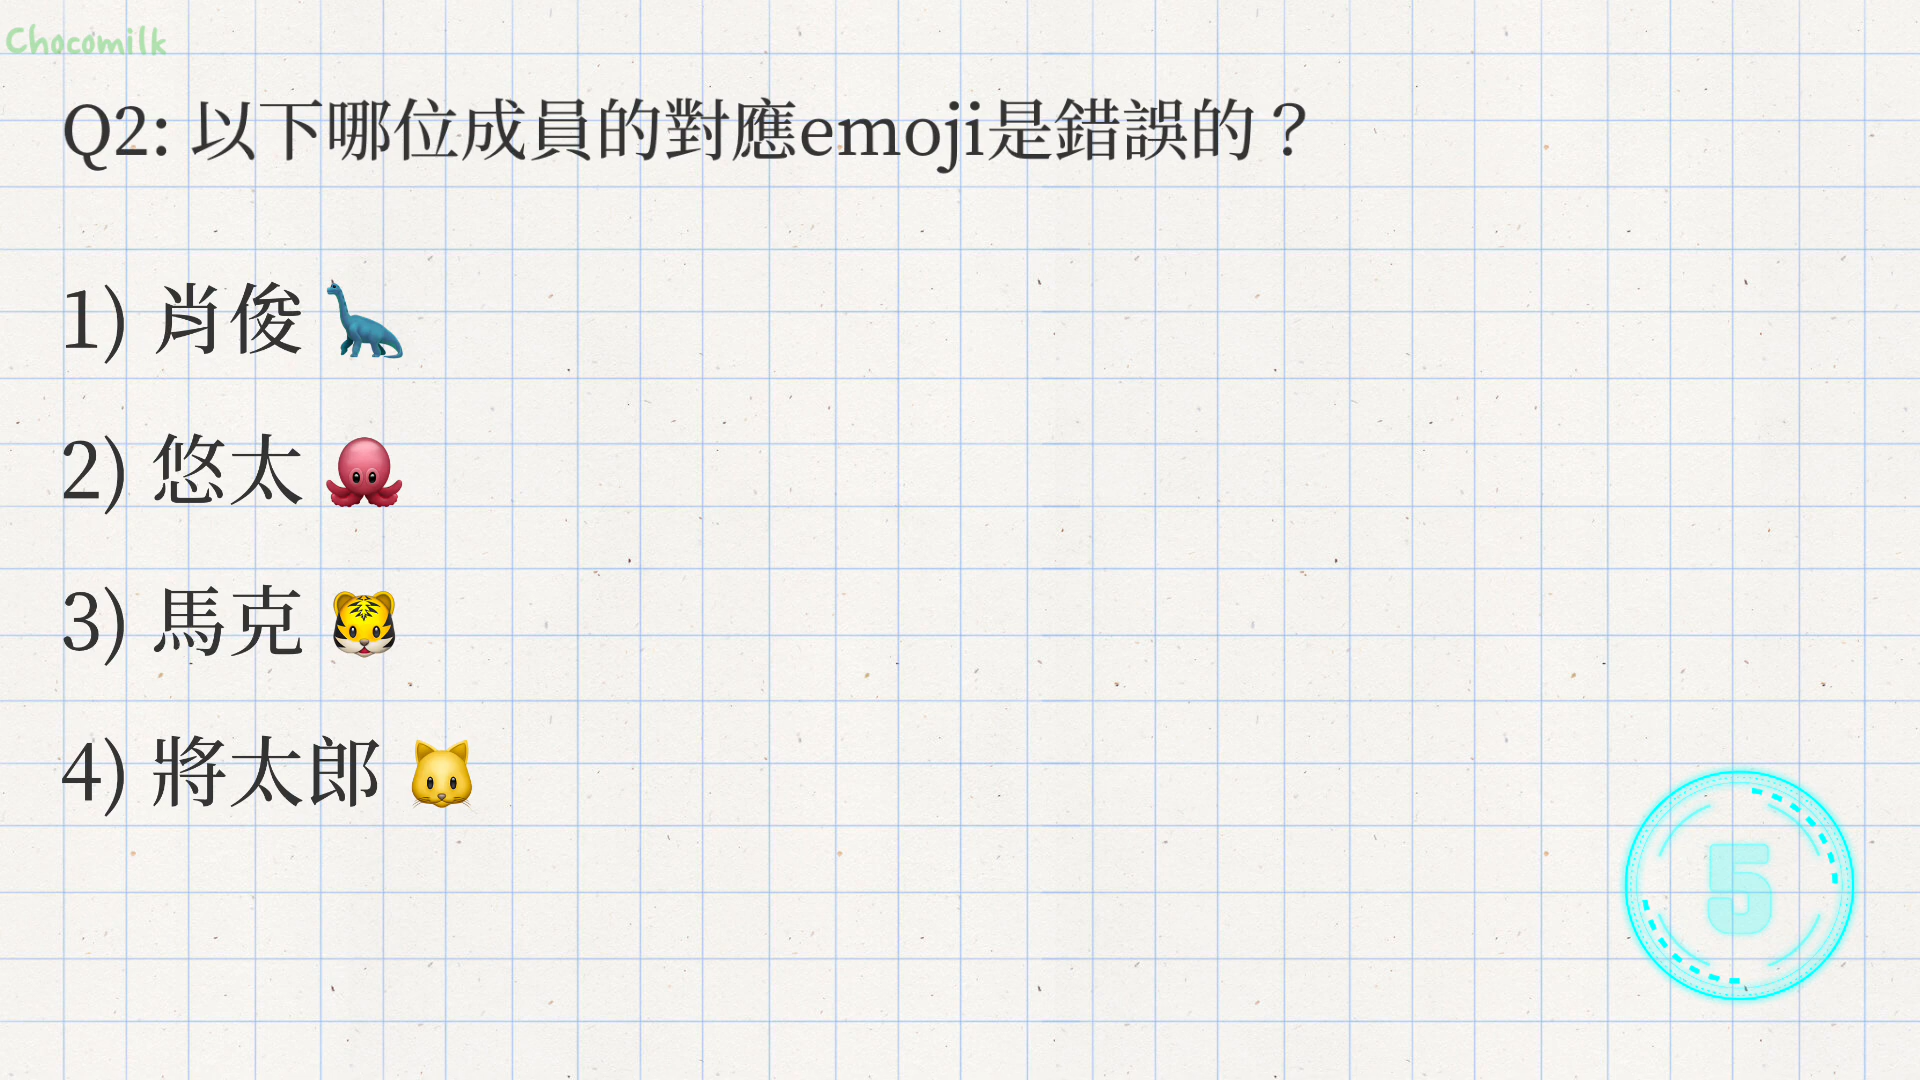 Chocomilk
Q2: 以下哪位成員的對應emoji是錯誤的？
1) 肖俊 🦕
2) 悠太 🐙
3) 馬克 🐯
4) 將太郎 🐱
5